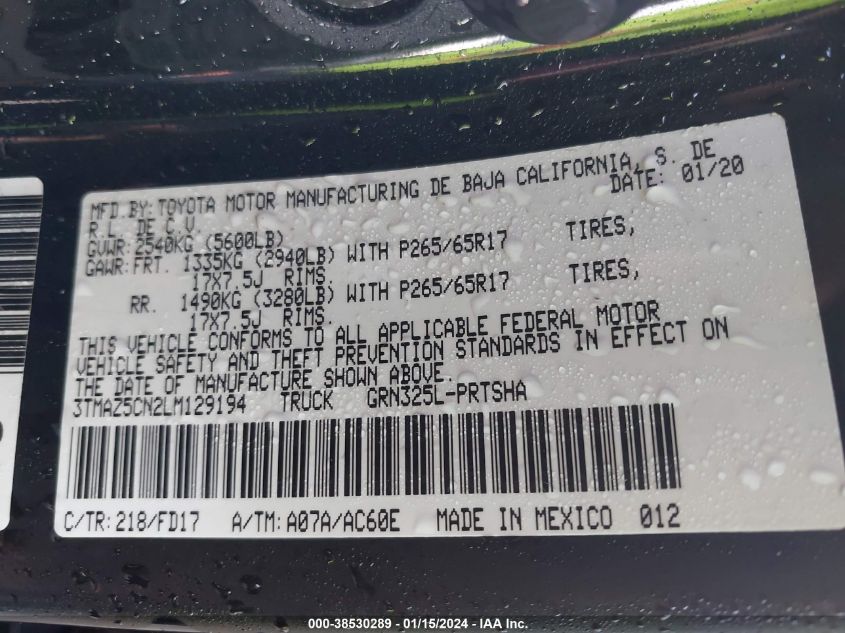 MFD.BY: TOYOTA MOTOR MANUFACTURING DE BAJA CALIFORNIA, S. DE
R.L. DE C.V. DATE: 01/20
GVWR: 2540KG (5600LB)
GAWR: FRT. 1335KG (2940LB) WITH P265/65R17 TIRES,
17X7.5J RIMS.
RR. 1490KG (3280LB) WITH P265/65R17 TIRES,
17X7.5J RIMS.
THIS VEHICLE CONFORMS TO ALL APPLICABLE FEDERAL MOTOR
VEHICLE SAFETY AND THEFT PREVENTION STANDARDS IN EFFECT ON
THE DATE OF MANUFACTURE SHOWN ABOVE.
3TMAZ5CN2LM129194 TRUCK GRN325L-PRTSHA
C/TR: 218/FD17 A/TM: A07A/AC60E MADE IN MEXICO 012
000-38530289 - 01/15/2024 - IAA Inc.